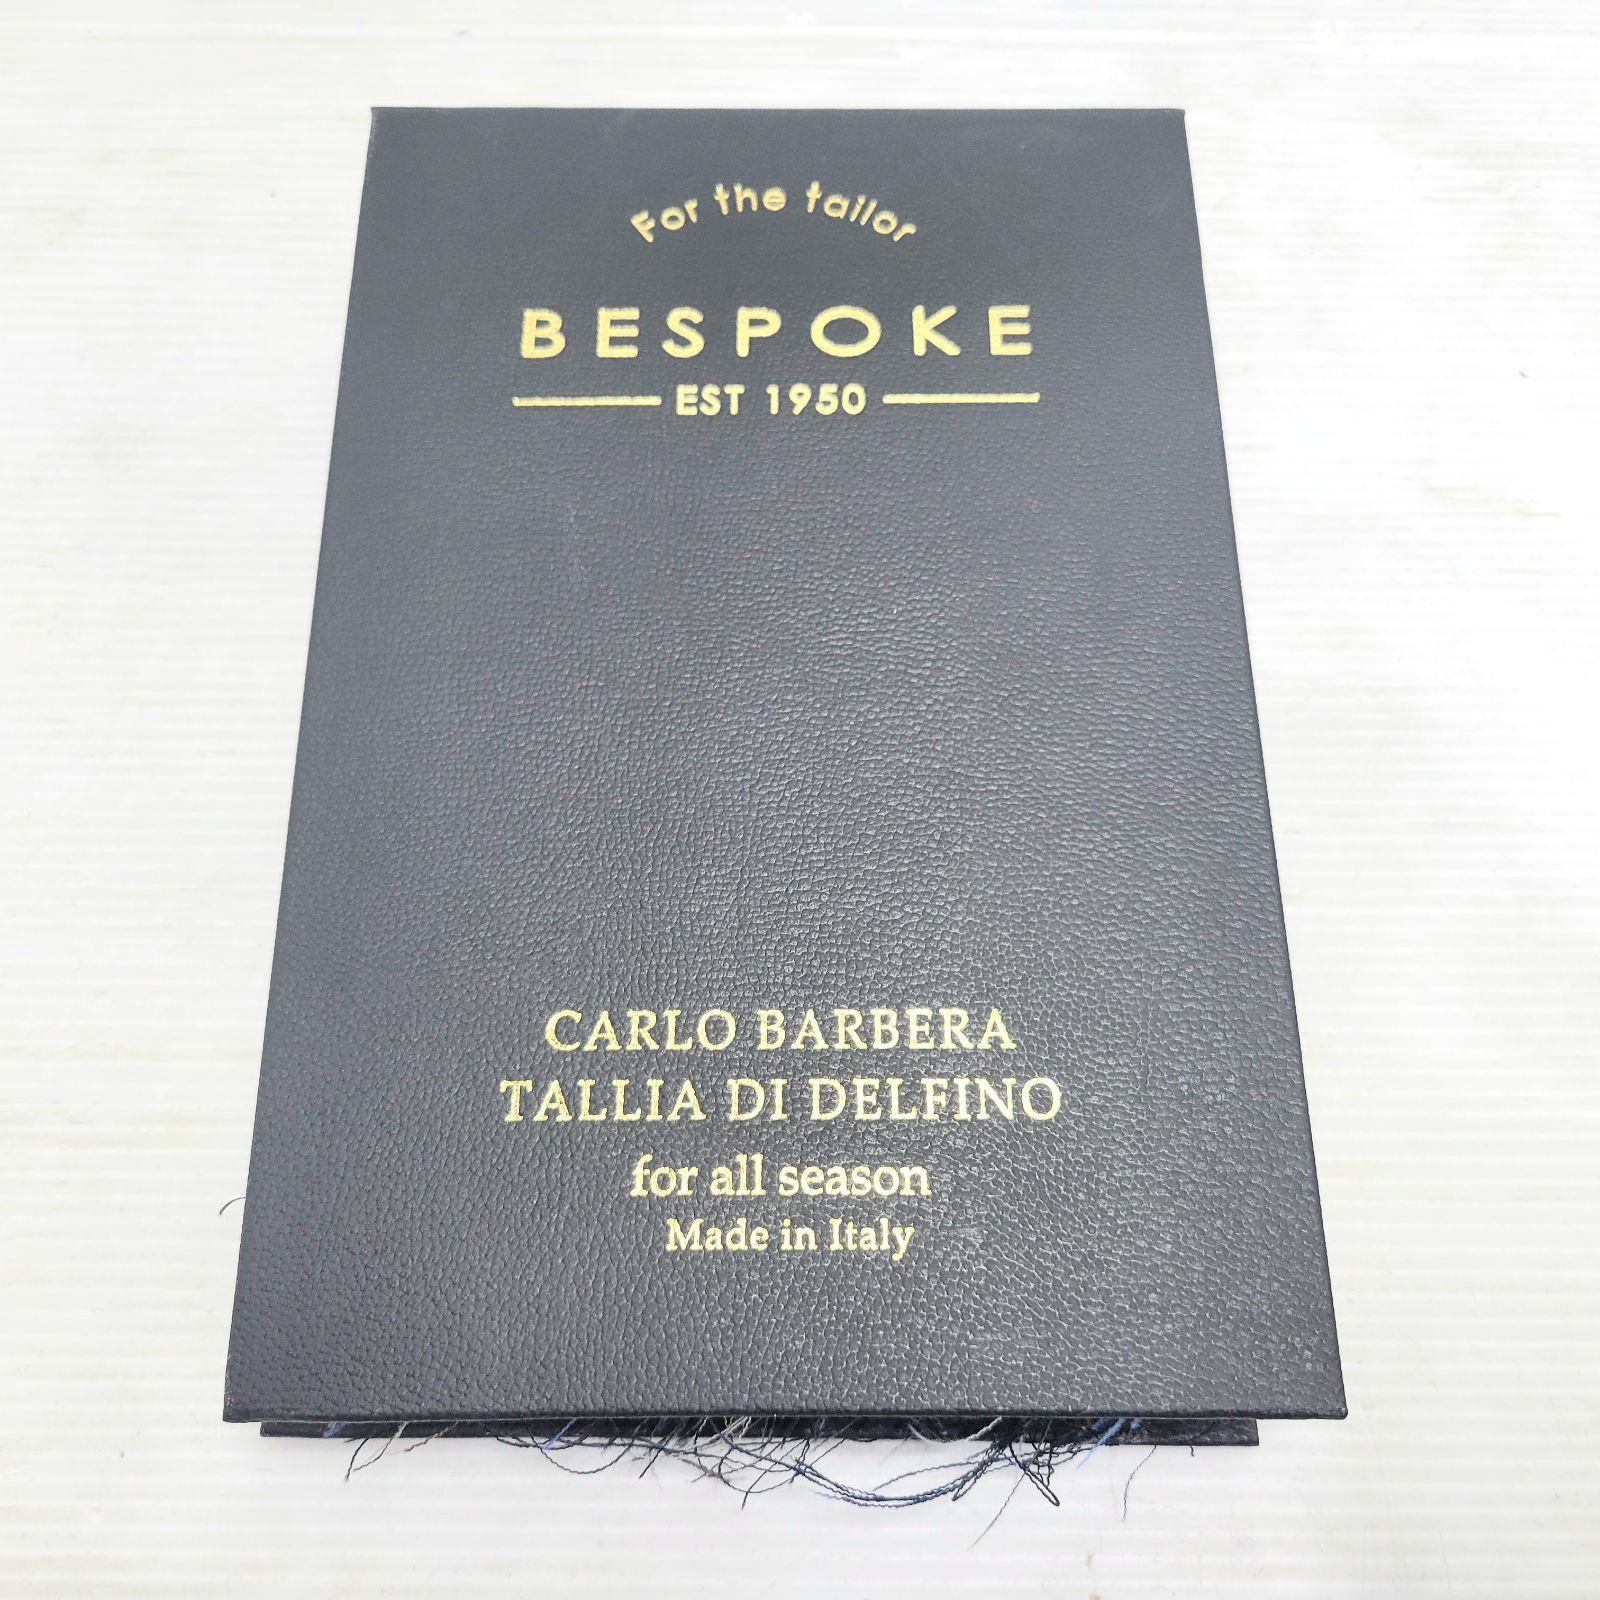 For the tailor
BESPOKE
EST 1950
CARLO BARBERA
TALLIA DI DELFINO
for all season
Made in Italy